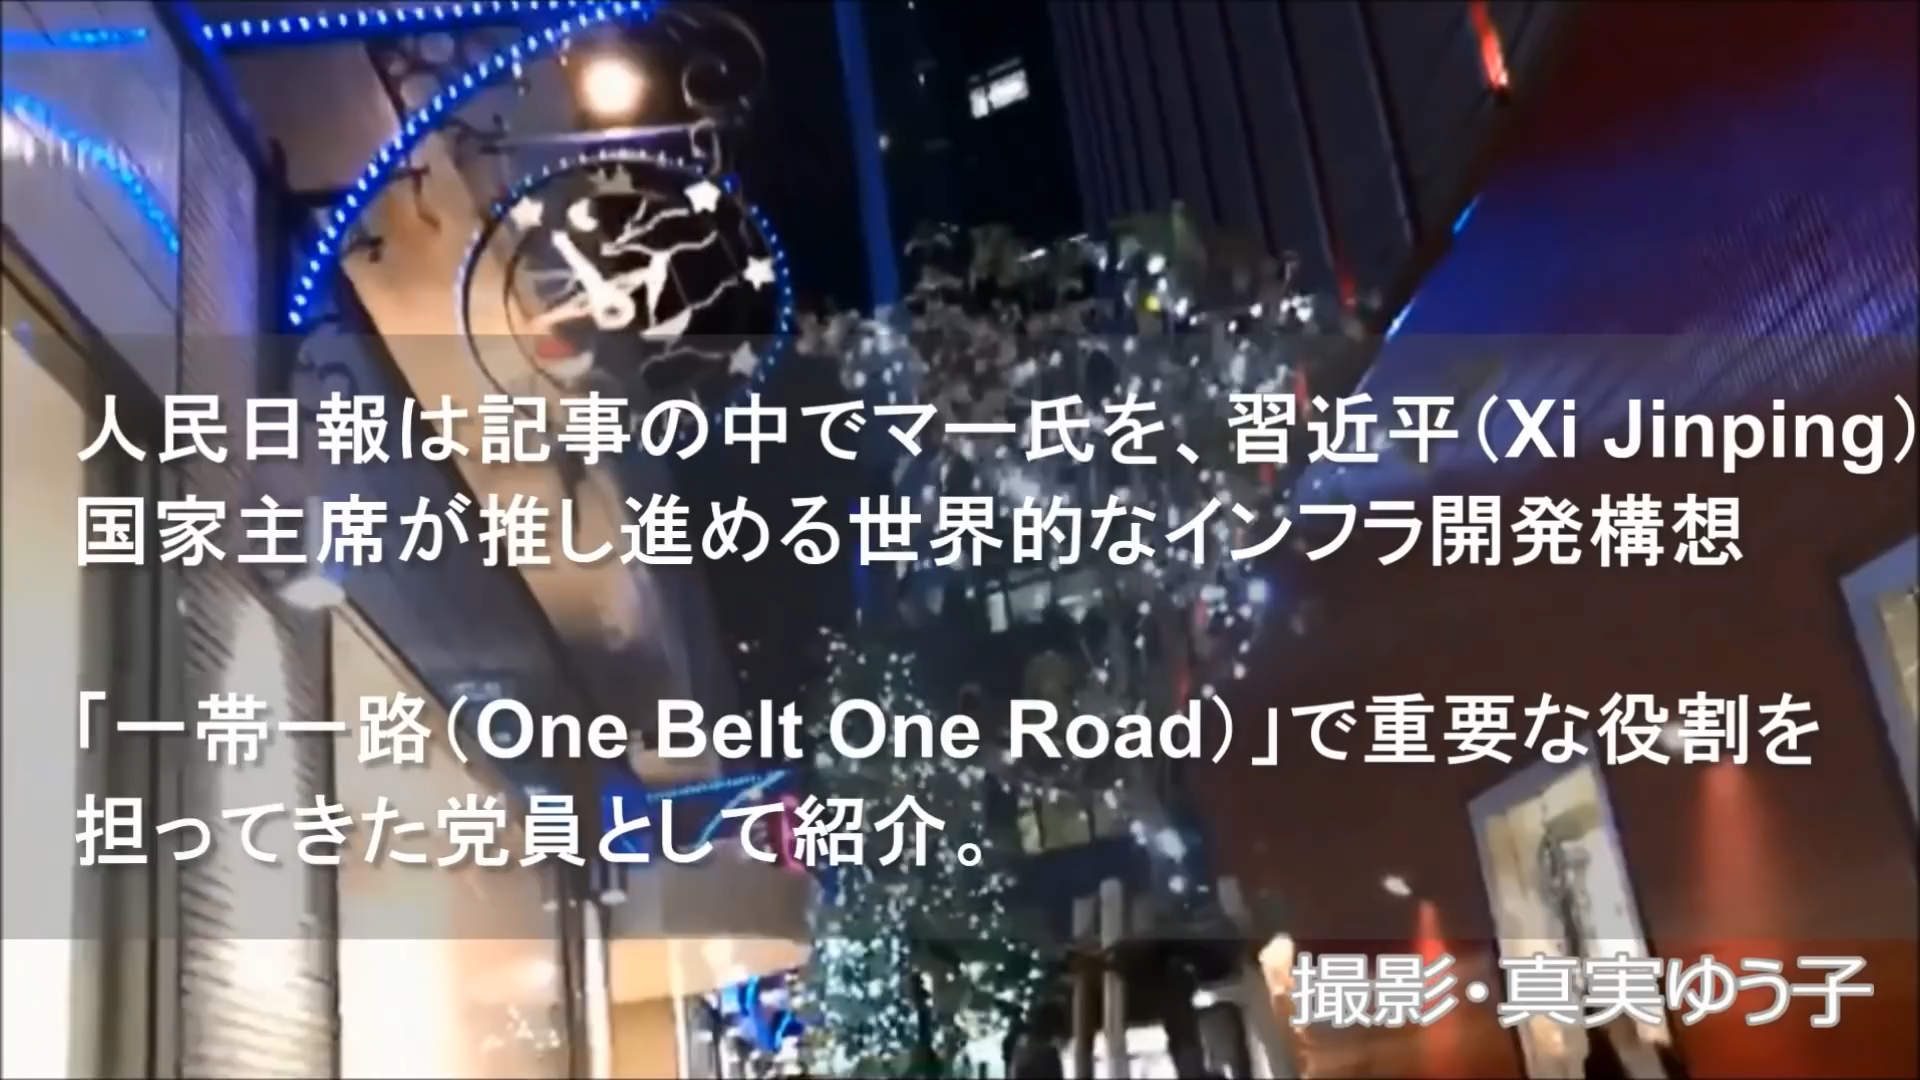 人民日報は記事の中でマー氏を、習近平（Xi Jinping）
国家主席が推し進める世界的なインフラ開発構想
「一帯一路（One Belt One Road）」で重要な役割を
担ってきた党員として紹介。
撮影・真実ゆう子